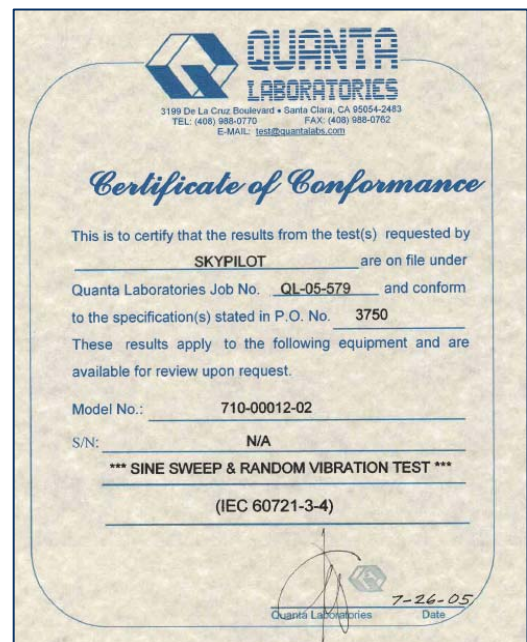 QUANTA
LABORATORIES
3199 De La Cruz Boulevard • Santa Clara, CA 95054-2483
TEL: (408) 988-0770 FAX: (408) 988-0762
E-MAIL: test@quantalabs.com
Certificate of Conformance
This is to certify that the results from the test(s) requested by
SKYPILOT are on file under
Quanta Laboratories Job No. QL-05-579 and conform
to the specification(s) stated in P.O. No. 3750
These results apply to the following equipment and are
available for review upon request.
Model No.: 710-00012-02
S/N: N/A
*** SINE SWEEP & RANDOM VIBRATION TEST ***
(IEC 60721-3-4)
7-26-05
Quanta Laboratories Date